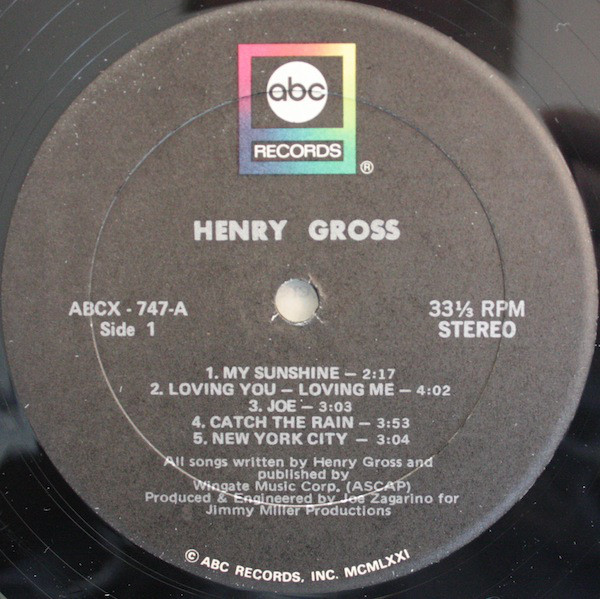 abc
RECORDS
®
HENRY GROSS
ABCX - 747-A
Side 1
33⅓ RPM
STEREO
1. MY SUNSHINE — 2:17
2. LOVING YOU — LOVING ME — 4:02
3. JOE — 3:03
4. CATCH THE RAIN — 3:53
5. NEW YORK CITY — 3:04
All songs written by Henry Gross and
published by
Wingate Music Corp. (ASCAP)
Produced & Engineered by Joe Zagarino for
Jimmy Miller Productions
© ABC RECORDS, INC. MCMLXXI